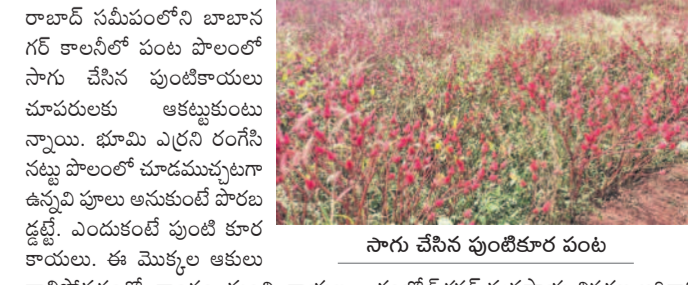 రాబాద్ సమీపంలోని బాబాన
గర్ కాలనీలో పంట పొలంలో
సాగు చేసిన పుంటికాయలు
చూపరులకు ఆకట్టుకుంటు
న్నాయి. భూమి ఎర్రని రంగేసి
నట్టు పొలంలో చూడముచ్చటగా
ఉన్నవి పూలు అనుకుంటే పొరబ
డ్డట్టే. ఎందుకంటే పుంటి కూర
కాయలు. ఈ మొక్కల ఆకులు
సాగు చేసిన పుంటికూర పంట